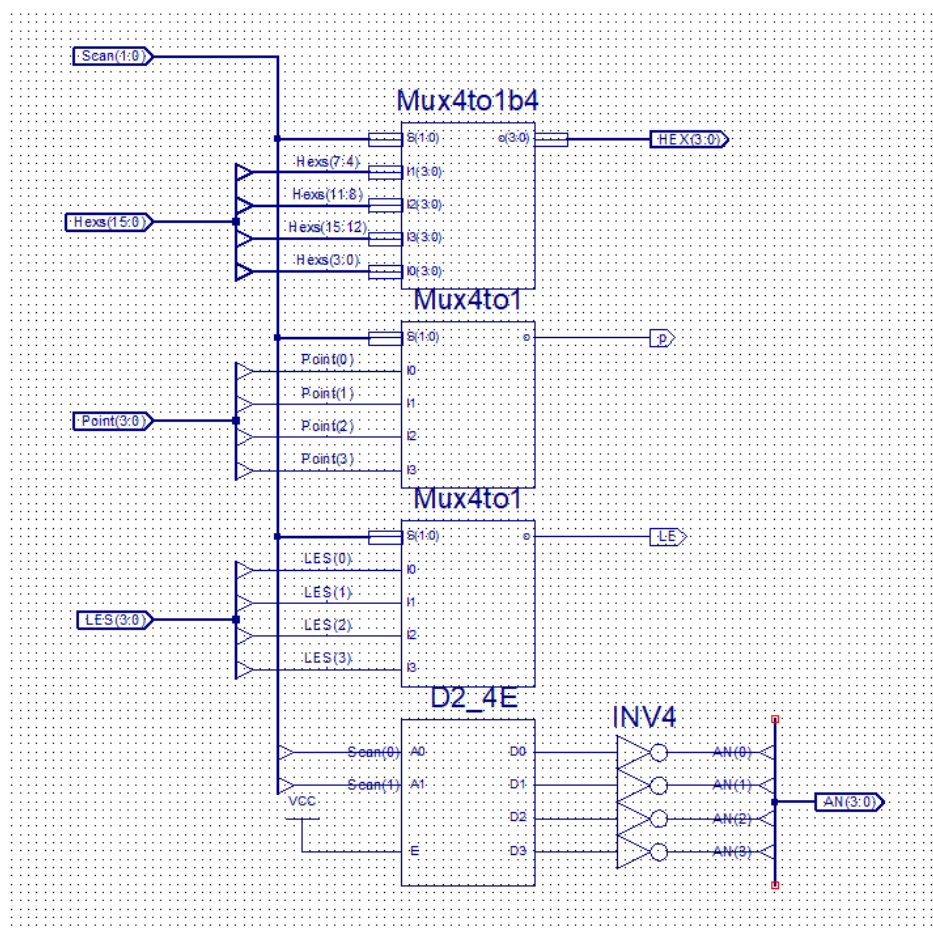 Scan(1:0)
Mux4to1b4
S(1:0) o(3:0) HEX(3:0)
Hexs(7:4) I1(3:0)
Hexs(11:8) I2(3:0)
Hexs(15:0)
Hexs(15:12) I3(3:0)
Hexs(3:0) I0(3:0)
Mux4to1
S(1:0) o p
Point(0) I0
Point(1) I1
Point(3:0)
Point(2) I2
Point(3) I3
Mux4to1
S(1:0) o LE
LES(0) I0
LES(1) I1
LES(3:0)
LES(2) I2
LES(3) I3
D2_4E
INV4
Scan(0) A0 D0 AN(0)
Scan(1) A1 D1 AN(1)
VCC
AN(3:0)
D2 AN(2)
E D3 AN(3)